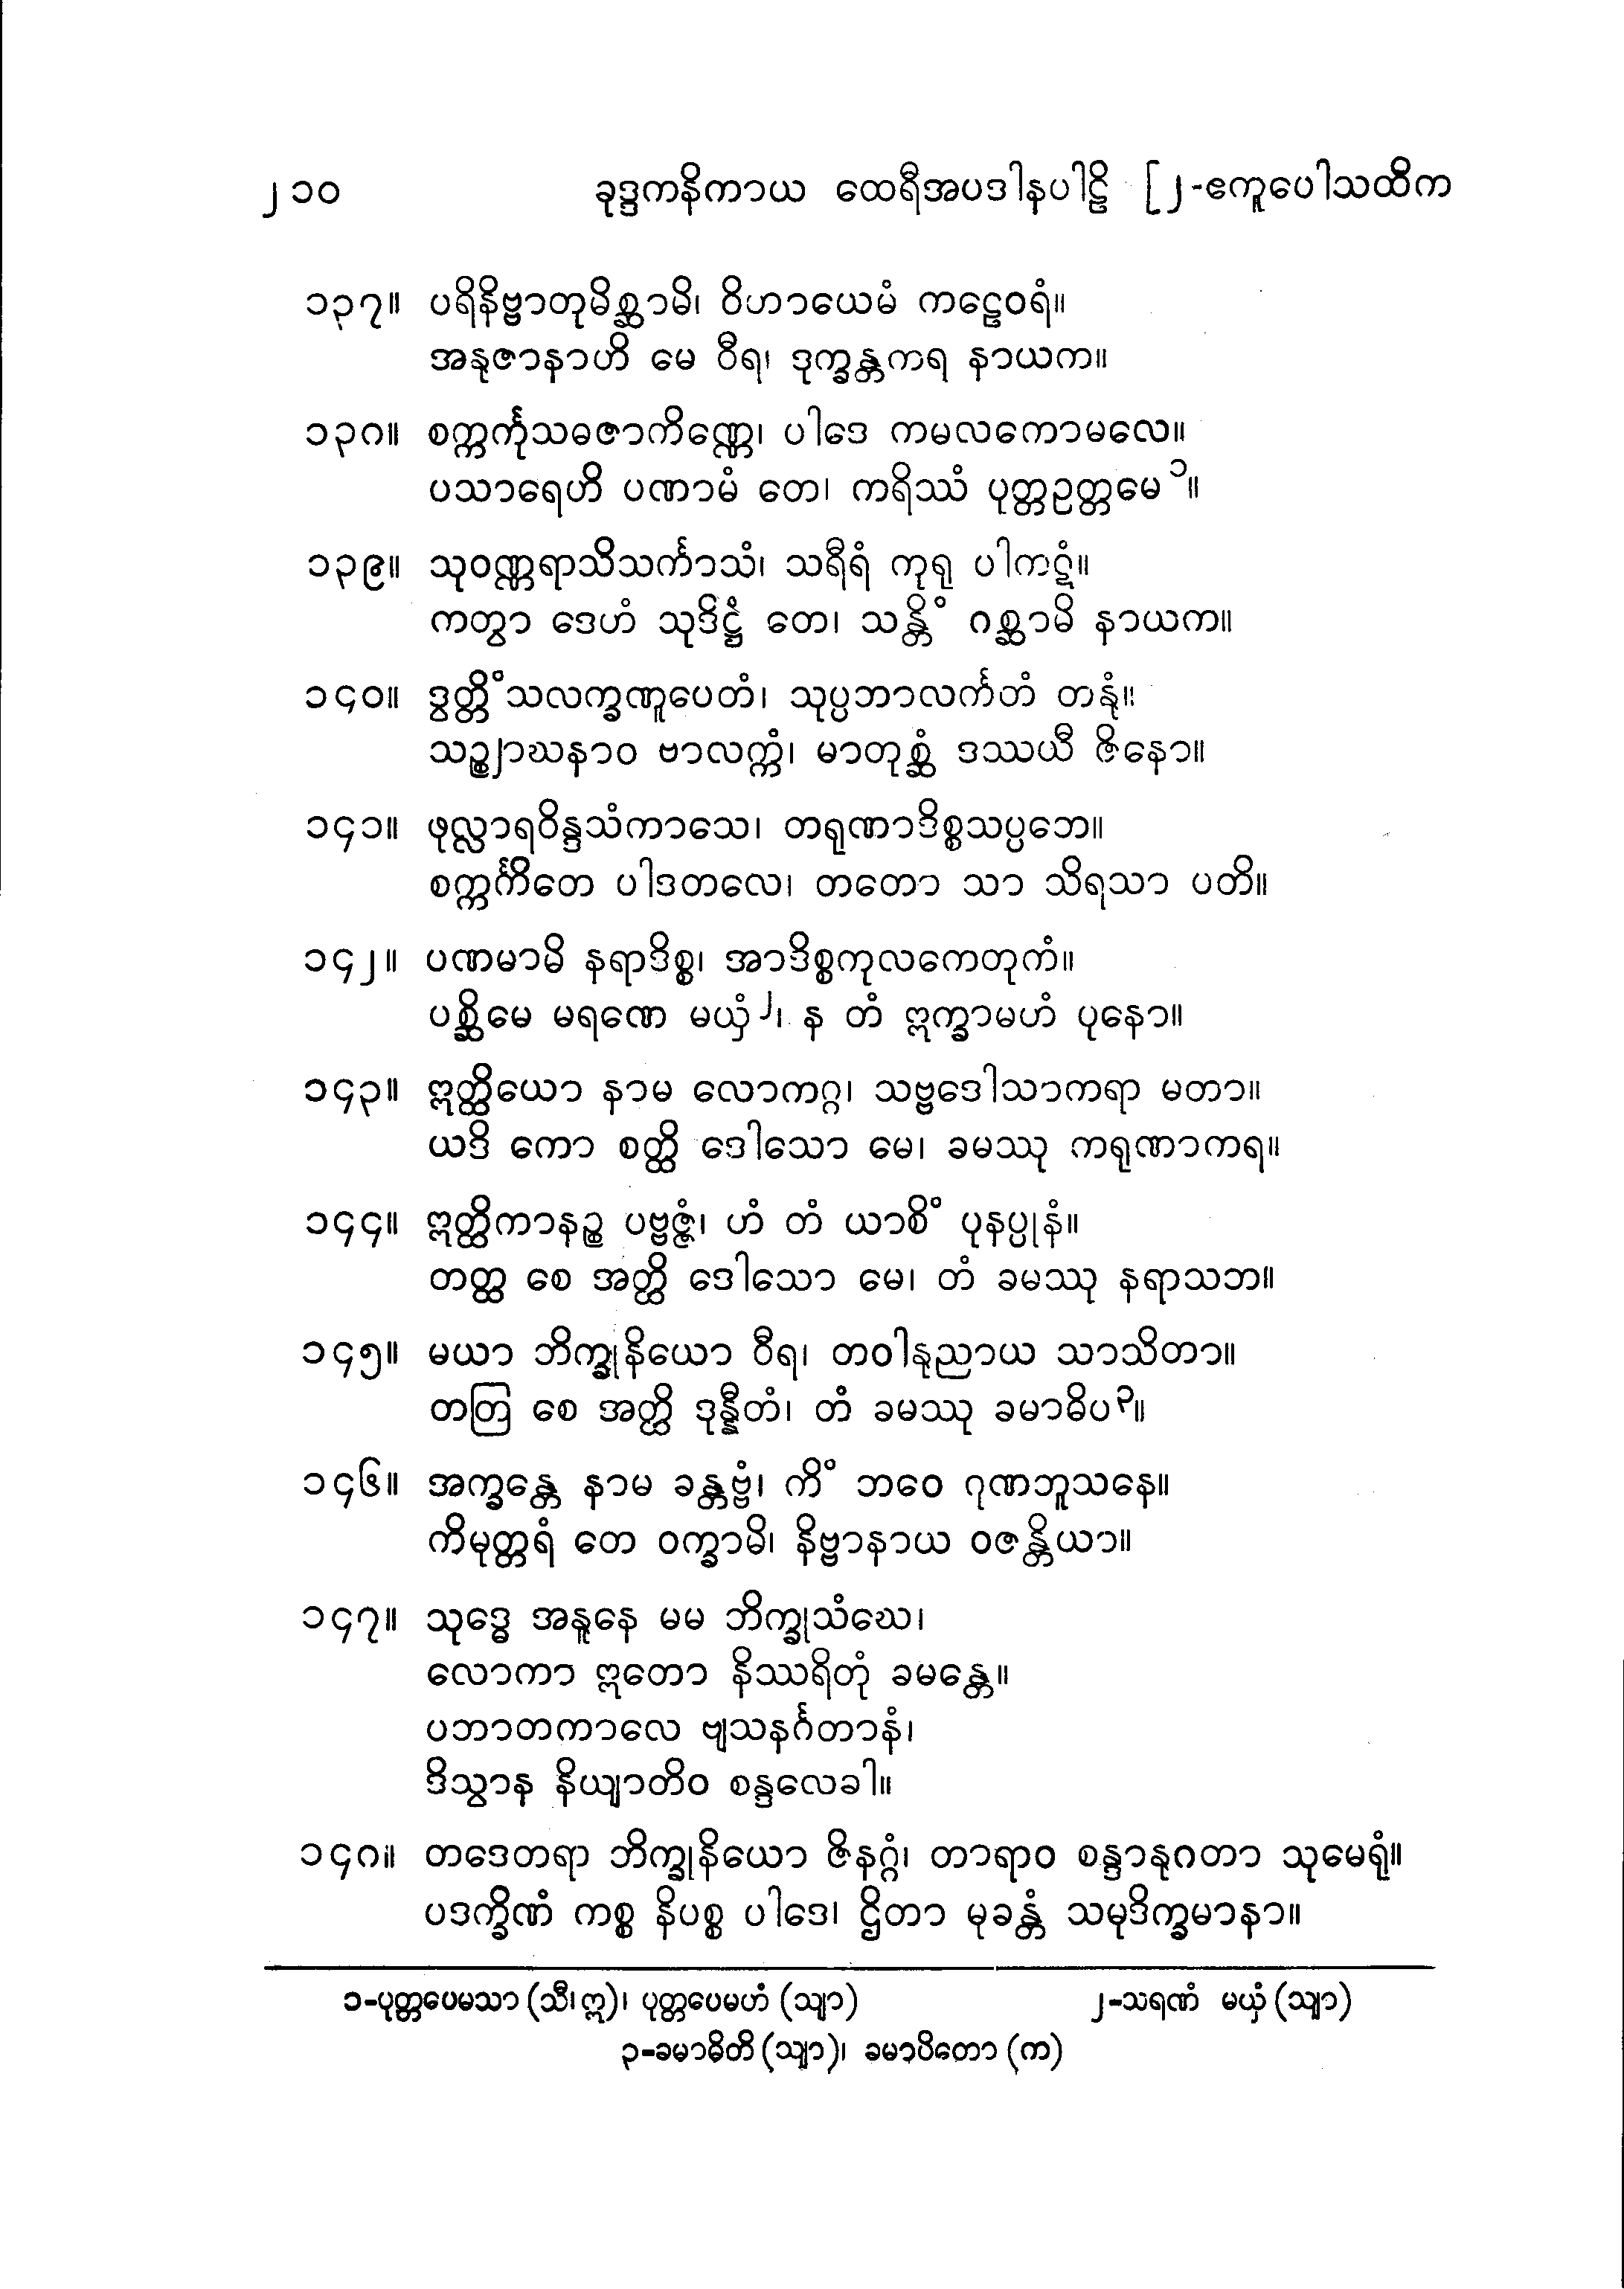 ၂၁၀ ခုဒ္ဒကနိကာယ ထေရီအပဒါနပါဠိ [၂-ဧကူပေါသထိက
၁၃၇။ ပရိနိဗ္ဗာတုမိစ္ဆာမိ၊ ဝိဟာယေမံ ကဠေဝရံ။
အနုဇာနာဟိ မေ ဝီရ၊ ဒုက္ခန္တကရ နာယက။
၁၃၈။ စက္ကင်္ကုသဓဇာကိဏ္ဏေ၊ ပါဒေ ကမလကောမလေ။
ပသာရေဟိ ပဏာမံ တေ၊ ကရိဿံ ပုတ္တဥတ္တမေ ၁။
၁၃၉။ သုဝဏ္ဏရာသိသင်္ကာသံ၊ သရီရံ ကုရု ပါကဋံ။
ကတွာ ဒေဟံ သုဒိဋ္ဌံ တေ၊ သန္တိံ ဂစ္ဆာမိ နာယက။
၁၄၀။ ဒွတ္တိံသလက္ခဏူပေတံ၊ သုပ္ပဘာလင်္ကတံ တနုံ။
သဉ္ဈာဃနာဝ ဗာလက္ကံ၊ မာတုစ္ဆံ ဒဿယီ ဇိနော။
၁၄၁။ ဖုလ္လာရဝိန္ဒသံကာသေ၊ တရုဏာဒိစ္စသပ္ပဘေ။
စက္ကင်္ကိတေ ပါဒတလေ၊ တတော သာ သိရသာ ပတိ။
၁၄၂။ ပဏမာမိ နရာဒိစ္စ၊ အာဒိစ္စကုလကေတုကံ။
ပစ္ဆိမေ မရဏေ မယှံ ၂၊ န တံ ဣက္ခာမဟံ ပုနော။
၁၄၃။ ဣတ္ထိယော နာမ လောကဂ္ဂ၊ သဗ္ဗဒေါသာကရာ မတာ။
ယဒိ ကော စတ္ထိ ဒေါသော မေ၊ ခမဿု ကရုဏာကရ။
၁၄၄။ ဣတ္ထိကာနဉ္စ ပဗ္ဗဇ္ဇံ၊ ဟံ တံ ယာစိံ ပုနပ္ပုနံ။
တတ္ထ စေ အတ္ထိ ဒေါသော မေ၊ တံ ခမဿု နရာသဘ။
၁၄၅။ မယာ ဘိက္ခုနိယော ဝီရ၊ တဝါနုညာယ သာသိတာ။
တတြ စေ အတ္ထိ ဒုန္နီတံ၊ တံ ခမဿု ခမာဓိပ ၃။
၁၄၆။ အက္ခန္တေ နာမ ခန္တဗ္ဗံ၊ ကိံ ဘဝေ ဂုဏဘူသနေ။
ကိမုတ္တရံ တေ ဝက္ခာမိ၊ နိဗ္ဗာနာယ ဝဇန္တိယာ။
၁၄၇။ သုဒ္ဓေ အနူနေ မမ ဘိက္ခုသံဃေ၊
လောကာ ဣတော နိဿရိတုံ ခမန္တေ။
ပဘာတကာလေ ဗျသနင်္ဂတာနံ၊
ဒိသွာန နိယျာတိဝ စန္ဒလေခါ။
၁၄၈။ တဒေတရာ ဘိက္ခုနိယော ဇိနဂ္ဂံ၊ တာရာဝ စန္ဒာနုဂတာ သုမေရုံ။
ပဒက္ခိဏံ ကစ္စ နိပစ္စ ပါဒေ၊ ဌိတာ မုခန္တံ သမုဒိက္ခမာနာ။
၁-ပုတ္တပေမသာ (သီ၊ ဣ)၊ ပုတ္တပေမဟံ (သျာ) ၂-သရဏံ မယှံ (သျာ)
၃-ခမာဓိတိ (သျာ)၊ ခမာပိတော (က)